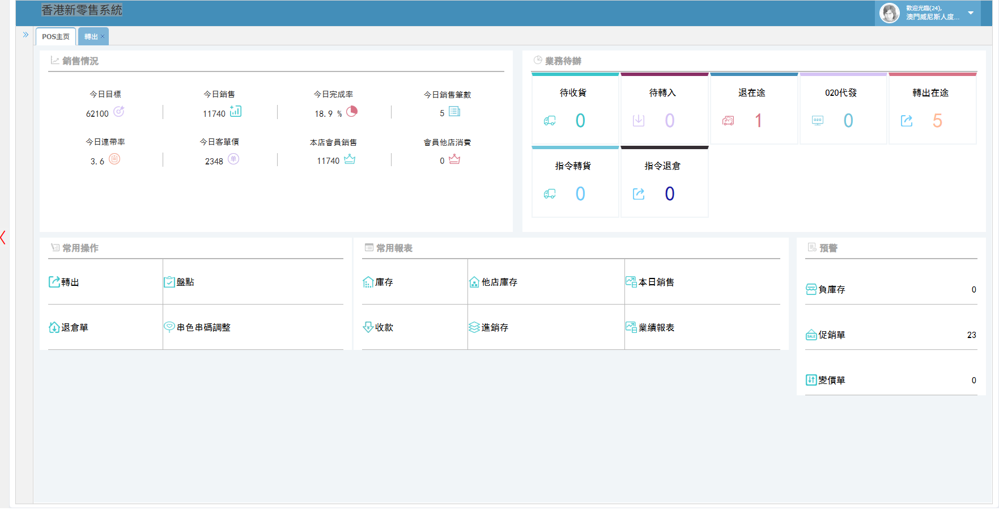 香港新零售系統
歡迎光臨(24),
澳門威尼斯人度...
POS主页
轉出
銷售情況
今日目標
今日銷售
今日完成率
今日銷售筆數
62100
11740
18.9 %
5
今日連帶率
今日客單價
本店會員銷售
會員他店消費
3.6
2348
单
11740
0
業務待辦
待收貨
待轉入
退在途
020代發
轉出在途
0
0
1
020
0
5
指令轉貨
指令退倉
0
0
常用操作
轉出
盤點
退倉單
串色串碼調整
常用報表
庫存
他店庫存
本日銷售
收款
進銷存
業績報表
預警
負庫存
0
SALE
促銷單
23
變價單
0